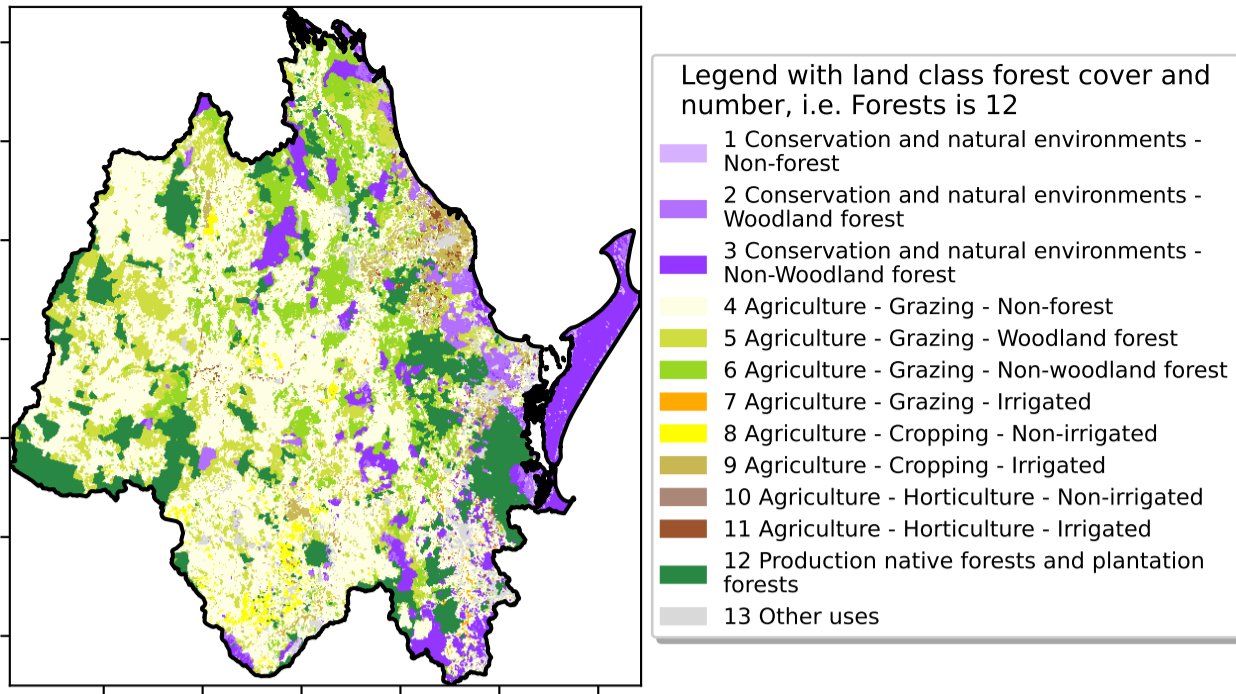 Legend with land class forest cover and
number, i.e. Forests is 12
1 Conservation and natural environments -
Non-forest
2 Conservation and natural environments -
Woodland forest
3 Conservation and natural environments -
Non-Woodland forest
4 Agriculture - Grazing - Non-forest
5 Agriculture - Grazing - Woodland forest
6 Agriculture - Grazing - Non-woodland forest
7 Agriculture - Grazing - Irrigated
8 Agriculture - Cropping - Non-irrigated
9 Agriculture - Cropping - Irrigated
10 Agriculture - Horticulture - Non-irrigated
11 Agriculture - Horticulture - Irrigated
12 Production native forests and plantation
forests
13 Other uses